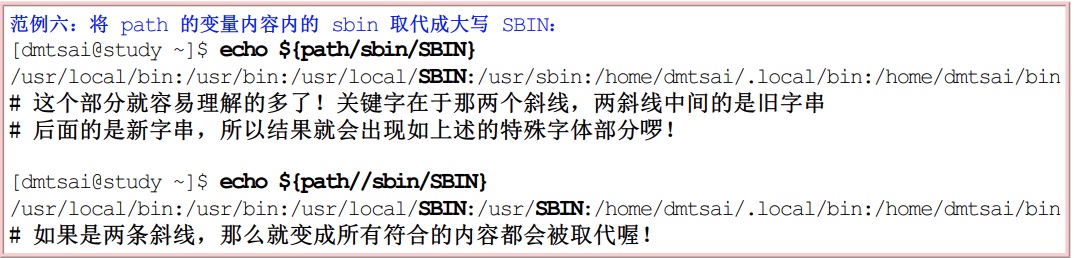 范例六：将 path 的变量内容内的 sbin 取代成大写 SBIN：
[dmtsai@study ~]$ echo ${path/sbin/SBIN}
/usr/local/bin:/usr/bin:/usr/local/SBIN:/usr/sbin:/home/dmtsai/.local/bin:/home/dmtsai/bin
# 这个部分就容易理解的多了！关键字在于那两个斜线，两斜线中间的是旧字串
# 后面的是新字串，所以结果就会出现如上述的特殊字体部分啰！
[dmtsai@study ~]$ echo ${path//sbin/SBIN}
/usr/local/bin:/usr/bin:/usr/local/SBIN:/usr/SBIN:/home/dmtsai/.local/bin:/home/dmtsai/bin
# 如果是两条斜线，那么就变成所有符合的内容都会被取代喔！